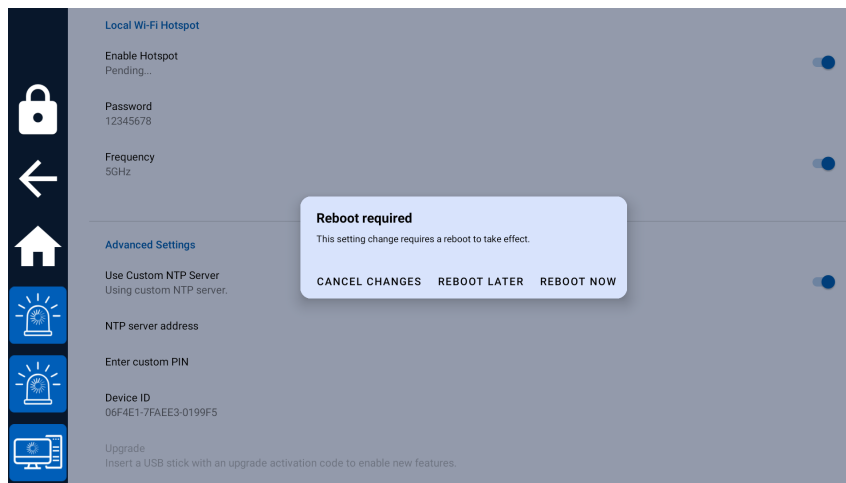 Local Wi-Fi Hotspot
Enable Hotspot
Pending...
Password
12345678
Frequency
5GHz
Reboot required
This setting change requires a reboot to take effect.
CANCEL CHANGES REBOOT LATER REBOOT NOW
Advanced Settings
Use Custom NTP Server
Using custom NTP server.
NTP server address
Enter custom PIN
Device ID
06F4E1-7FAEE3-0199F5
Upgrade
Insert a USB stick with an upgrade activation code to enable new features.